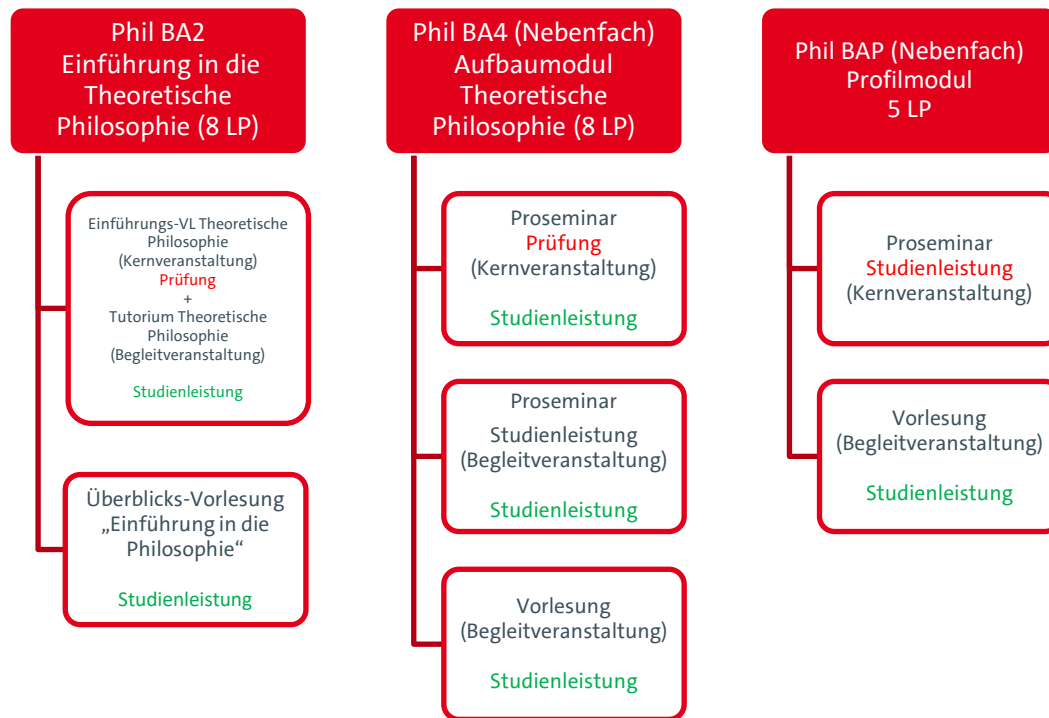 Phil BA2
Einführung in die
Theoretische
Philosophie (8 LP)
Einführungs-VL Theoretische
Philosophie
(Kernveranstaltung)
Prüfung
+
Tutorium Theoretische
Philosophie
(Begleitveranstaltung)
Studienleistung
Überblicks-Vorlesung
„Einführung in die
Philosophie“
Studienleistung
Phil BA4 (Nebenfach)
Aufbaumodul
Theoretische
Philosophie (8 LP)
Proseminar
Prüfung
(Kernveranstaltung)
Studienleistung
Proseminar
Studienleistung
(Begleitveranstaltung)
Studienleistung
Vorlesung
(Begleitveranstaltung)
Studienleistung
Phil BAP (Nebenfach)
Profilmodul
5 LP
Proseminar
Studienleistung
(Kernveranstaltung)
Vorlesung
(Begleitveranstaltung)
Studienleistung